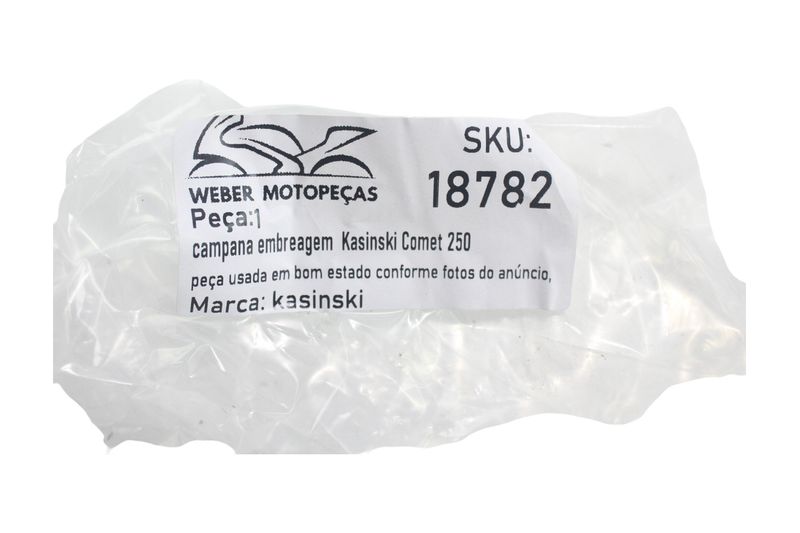 SKU:
18782
WEBER MOTOPEÇAS
Peça:1
campana embreagem Kasinski Comet 250
peça usada em bom estado conforme fotos do anúncio,
Marca: kasinski